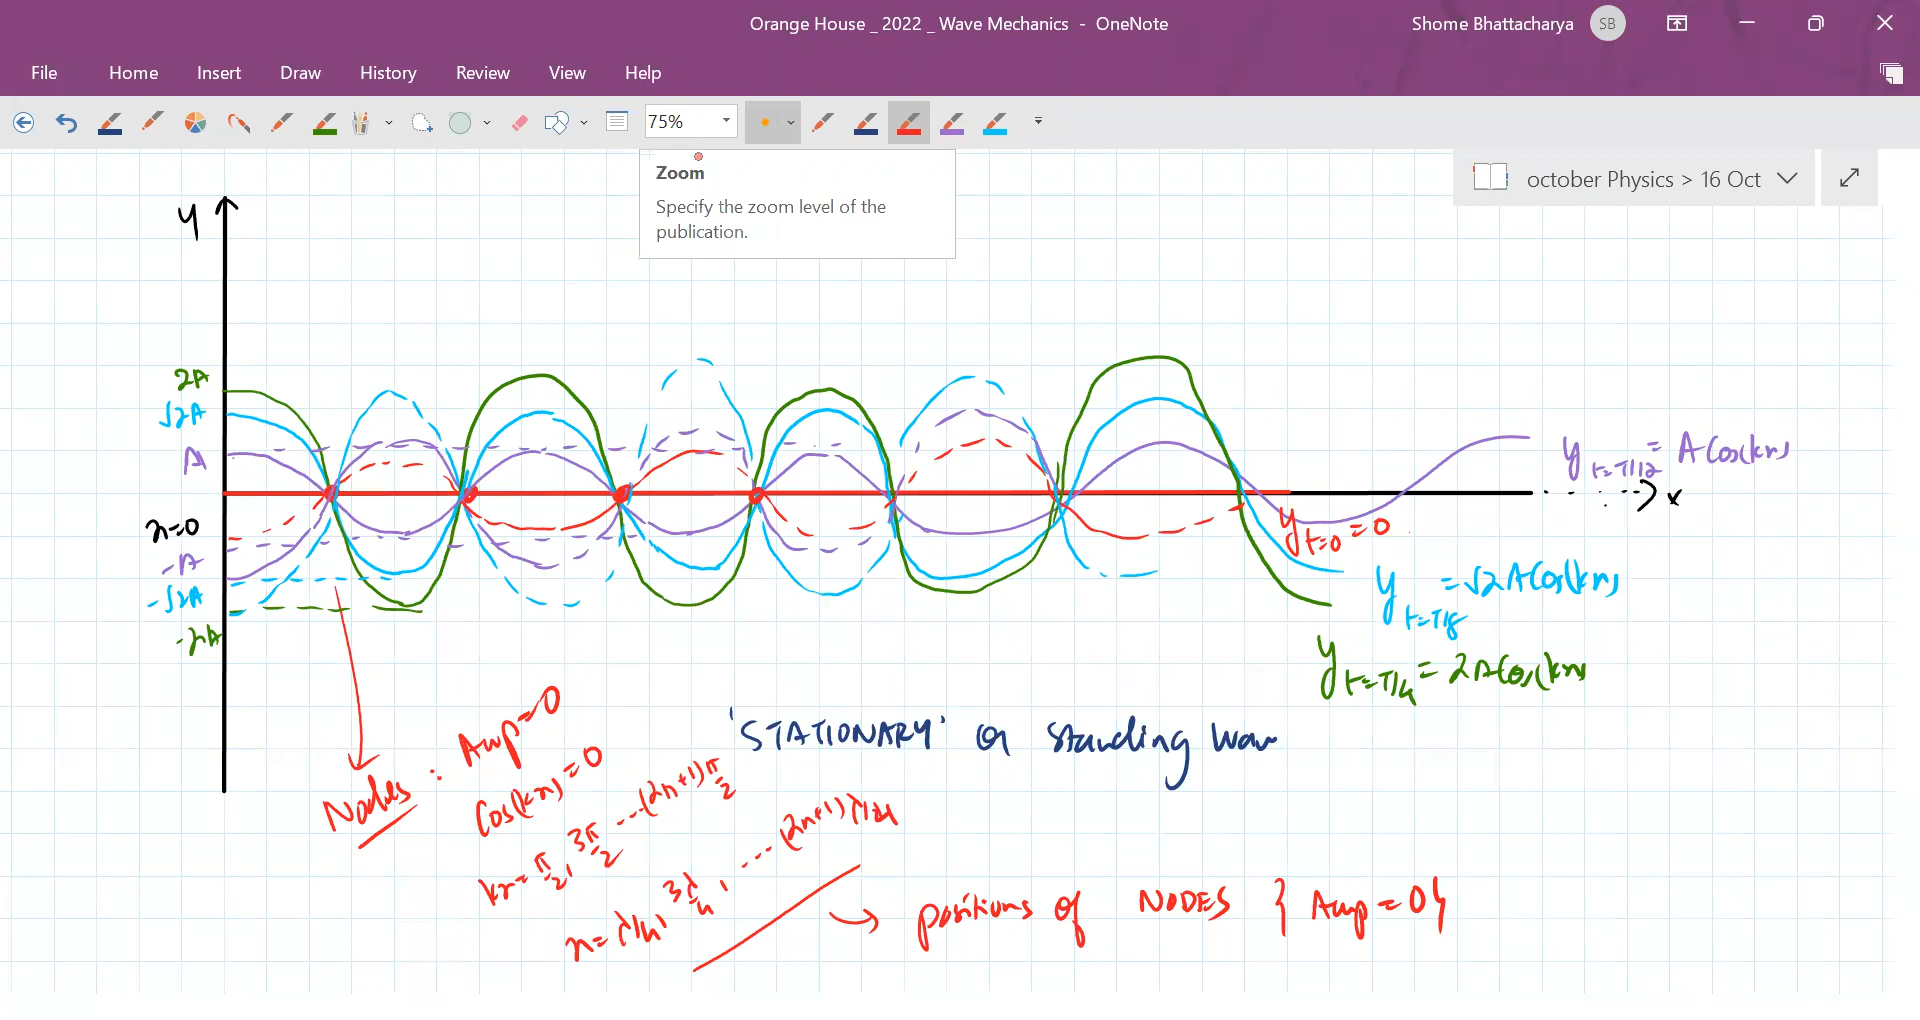 Orange House _ 2022 _ Wave Mechanics - OneNote
Shome Bhattacharya SB
File Home Insert Draw History Review View Help
75%
Zoom
Specify the zoom level of the
publication.
october Physics > 16 Oct
y
2A
√2A
A
x=0
-A
-√2A
-2A
y t=T/12 = A Cos(kx)
x
y t=0 = 0
y t=T/8 = √2A Cos(kx)
y t=T/4 = 2A Cos(kx)
'STATIONARY' or standing wave
Nodes : Amp = 0
Cos(kx) = 0
kx = π/2, 3π/2 ... (2n+1)π/2
x = λ/4, 3λ/4, ... (2n+1)λ/4
→ positions of NODES { Amp = 0 }